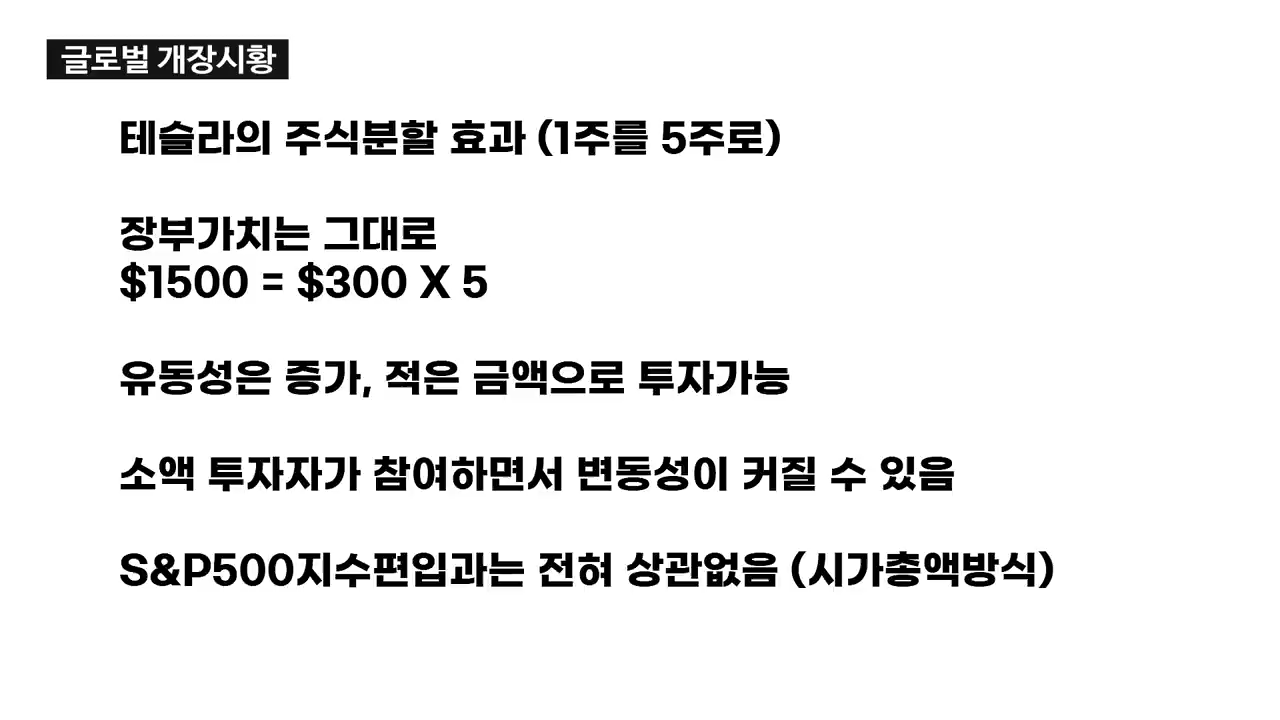 글로벌 개장시황
테슬라의 주식분할 효과 (1주를 5주로)
장부가치는 그대로
$1500 = $300 X 5
유동성은 증가, 적은 금액으로 투자가능
소액 투자자가 참여하면서 변동성이 커질 수 있음
S&P500지수편입과는 전혀 상관없음 (시가총액방식)